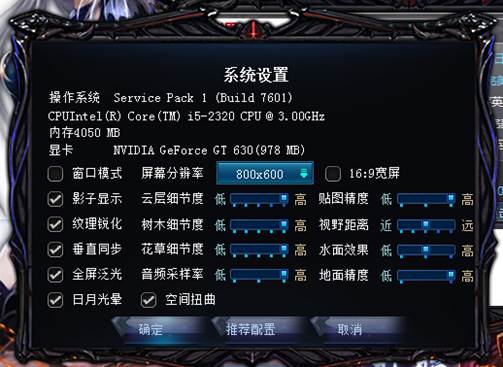 系统设置
操作系统 Service Pack 1 (Build 7601)
CPUIntel(R) Core(TM) i5-2320 CPU @ 3.00GHz
内存4050 MB
显卡 NVIDIA GeForce GT 630(978 MB)
窗口模式 屏幕分辨率 800x600 16:9宽屏
影子显示 云层细节度 低 高 贴图精度 低 高
纹理锐化 树木细节度 低 高 视野距离 近 远
垂直同步 花草细节度 低 高 水面效果 低 高
全屏泛光 音频采样率 低 高 地面精度 低 高
日月光晕 空间扭曲
确定 推荐配置 取消